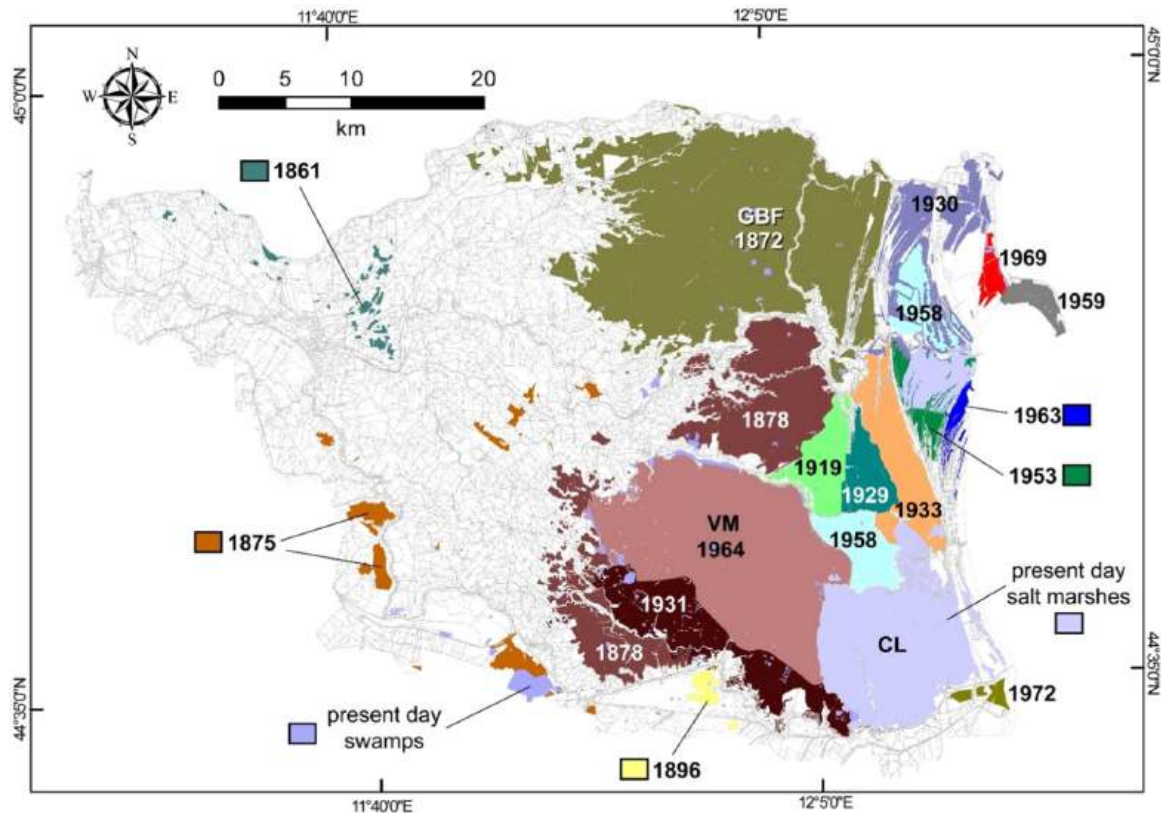 11°40'0"E
12°5'0"E
45°0'0"N
45°0'0"N
N
W
E
S
0
5
10
20
km
1861
GBF
1872
1930
1969
1959
1958
1878
1963
1919
1953
1929
1933
VM
1964
1875
1958
present day
salt marshes
1931
CL
1878
44°35'0"N
44°35'0"N
1972
present day
swamps
1896
11°40'0"E
12°5'0"E